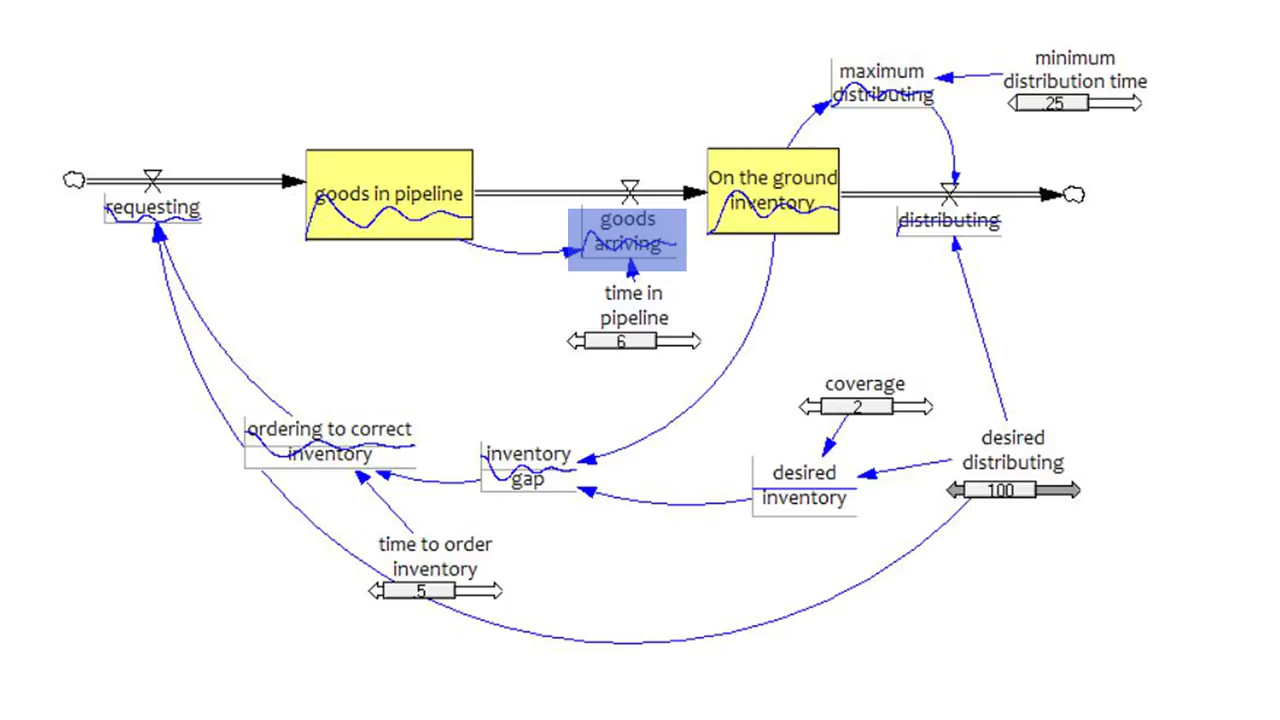 minimum
distribution time
.25
maximum
distributing
requesting
goods in pipeline
goods
arriving
On the ground
inventory
distributing
time in
pipeline
6
coverage
2
desired
inventory
desired
distributing
100
ordering to correct
inventory
inventory
gap
time to order
inventory
.5